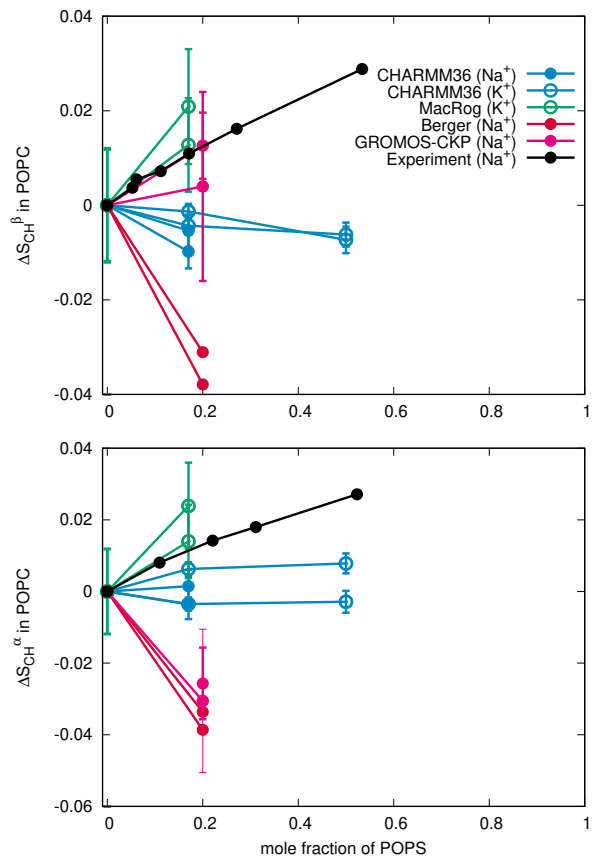 0.04
0.02
0
-0.02
-0.04
ΔS_CH^β in POPC
CHARMM36 (Na⁺)
CHARMM36 (K⁺)
MacRog (K⁺)
Berger (Na⁺)
GROMOS-CKP (Na⁺)
Experiment (Na⁺)
0 0.2 0.4 0.6 0.8 1
0.04
0.02
0
-0.02
-0.04
-0.06
ΔS_CH^α in POPC
0 0.2 0.4 0.6 0.8 1
mole fraction of POPS